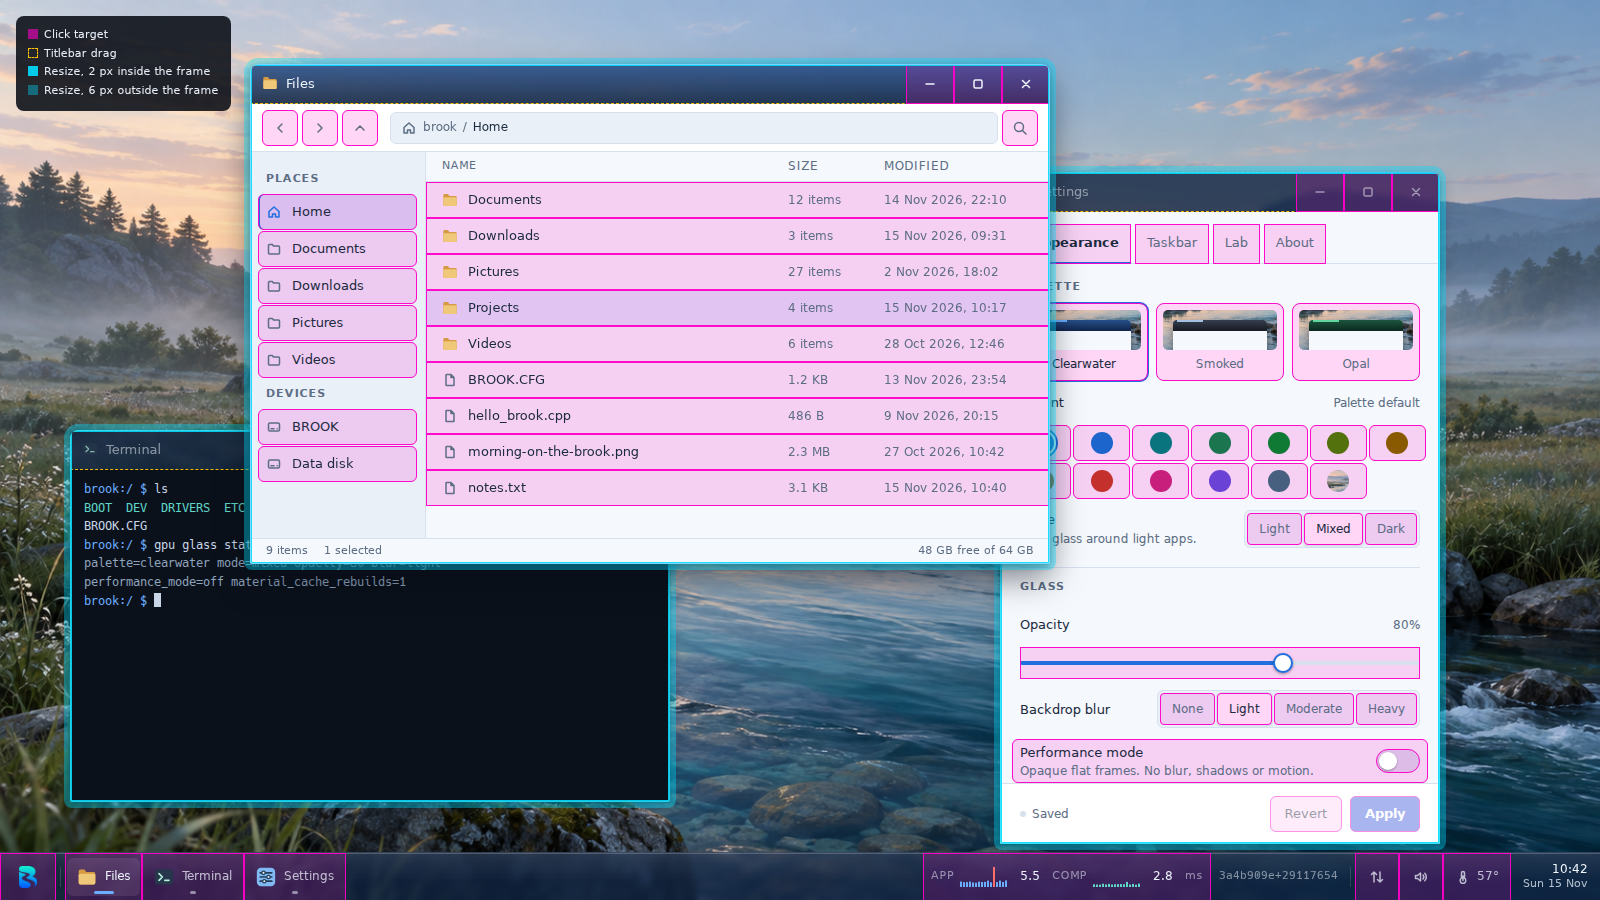 Click target
Titlebar drag
Resize, 2 px inside the frame
Resize, 6 px outside the frame
Files
brook / Home
PLACES
Home
Documents
Downloads
Pictures
Videos
DEVICES
BROOK
Data disk
NAME SIZE MODIFIED
Documents 12 items 14 Nov 2026, 22:10
Downloads 3 items 15 Nov 2026, 09:31
Pictures 27 items 2 Nov 2026, 18:02
Projects 4 items 15 Nov 2026, 10:17
Videos 6 items 28 Oct 2026, 12:46
BROOK.CFG 1.2 KB 13 Nov 2026, 23:54
hello_brook.cpp 486 B 9 Nov 2026, 20:15
morning-on-the-brook.png 2.3 MB 27 Oct 2026, 10:42
notes.txt 3.1 KB 15 Nov 2026, 10:40
9 items 1 selected 48 GB free of 64 GB
Terminal
brook:/ $ ls
BOOT DEV DRIVERS ETC
BROOK.CFG
brook:/ $ gpu glass stat
performance_mode=off material_cache_rebuilds=1
brook:/ $
ttings
pearance Taskbar Lab About
ETTE
Clearwater Smoked Opal
nt Palette default
e
glass around light apps.
Light Mixed Dark
GLASS
Opacity 80%
Backdrop blur None Light Moderate Heavy
Performance mode
Opaque flat frames. No blur, shadows or motion.
Saved Revert Apply
Files Terminal Settings
APP 5.5 COMP 2.8 ms 3a4b909e+29117654 57° 10:42
Sun 15 Nov